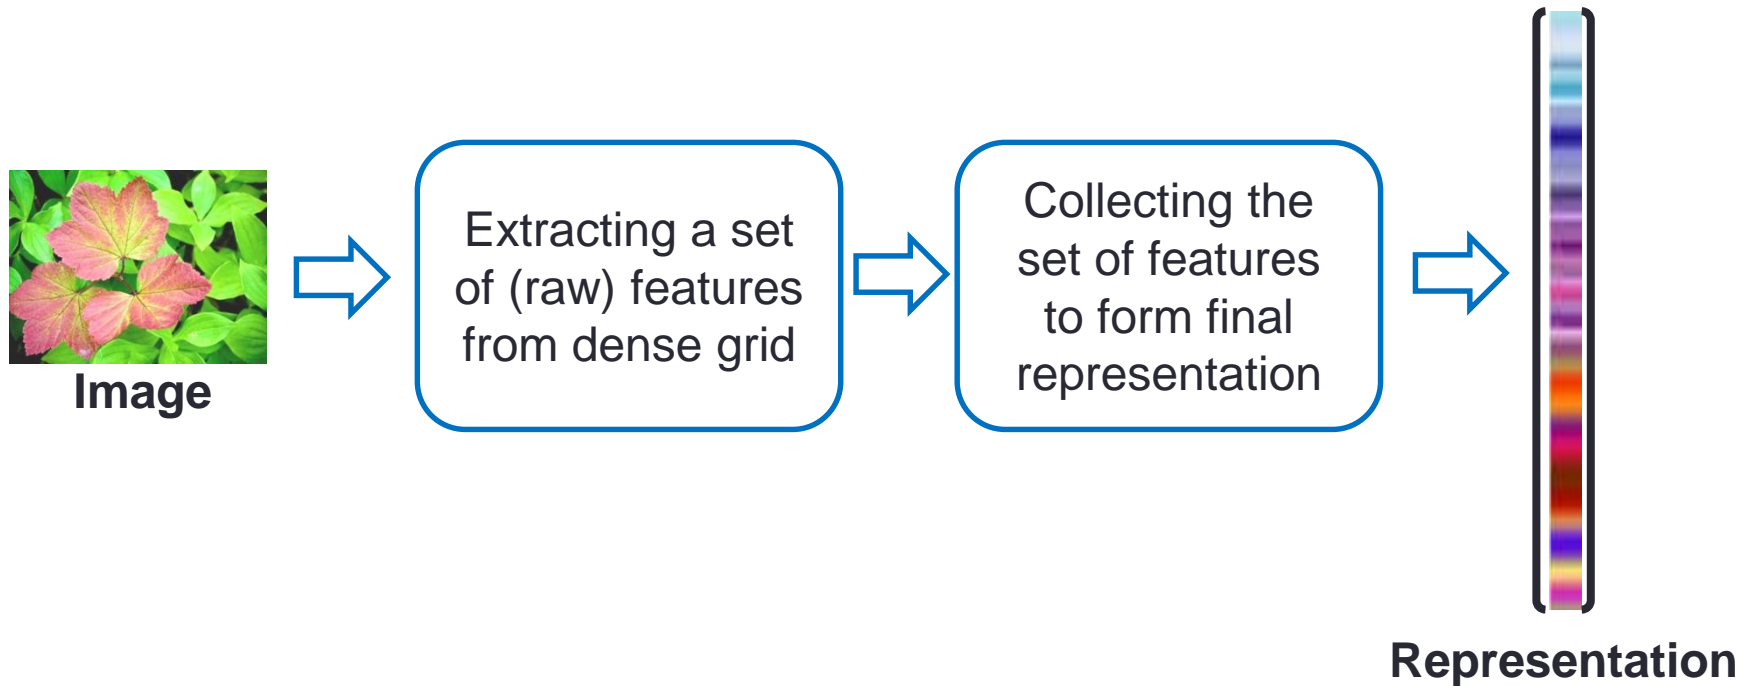 Image
Extracting a set
of (raw) features
from dense grid
Collecting the
set of features
to form final
representation
Representation